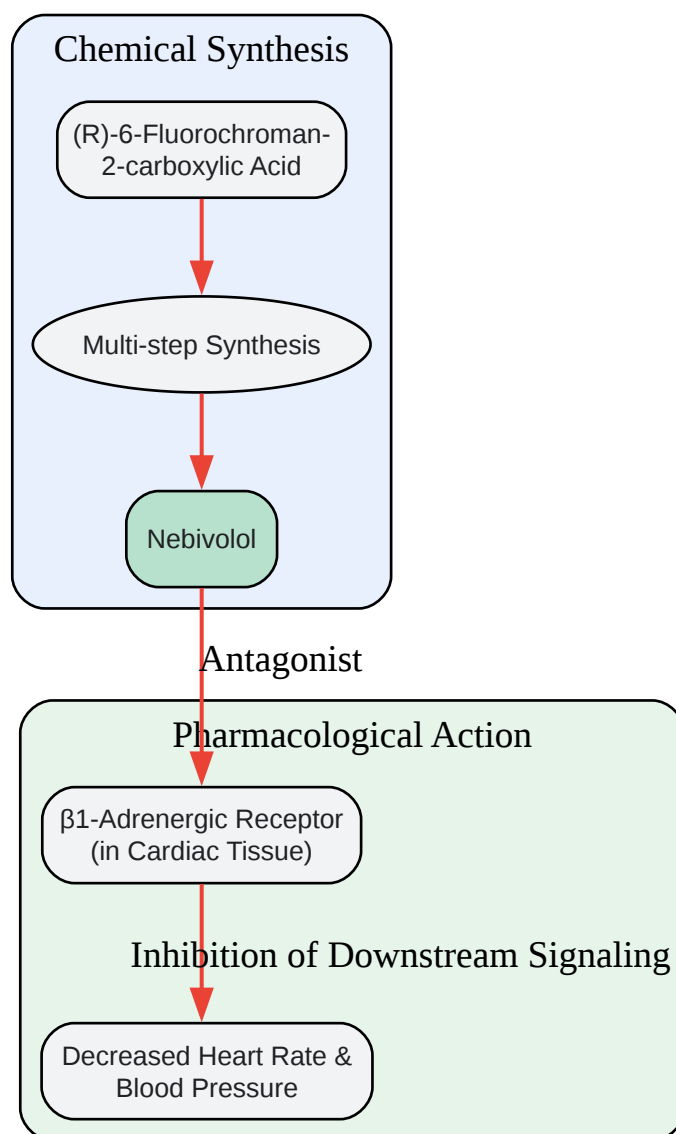 Chemical Synthesis
(R)-6-Fluorochroman-
2-carboxylic Acid
Multi-step Synthesis
Nebivolol
Antagonist
Pharmacological Action
β1-Adrenergic Receptor
(in Cardiac Tissue)
Inhibition of Downstream Signaling
Decreased Heart Rate &
Blood Pressure